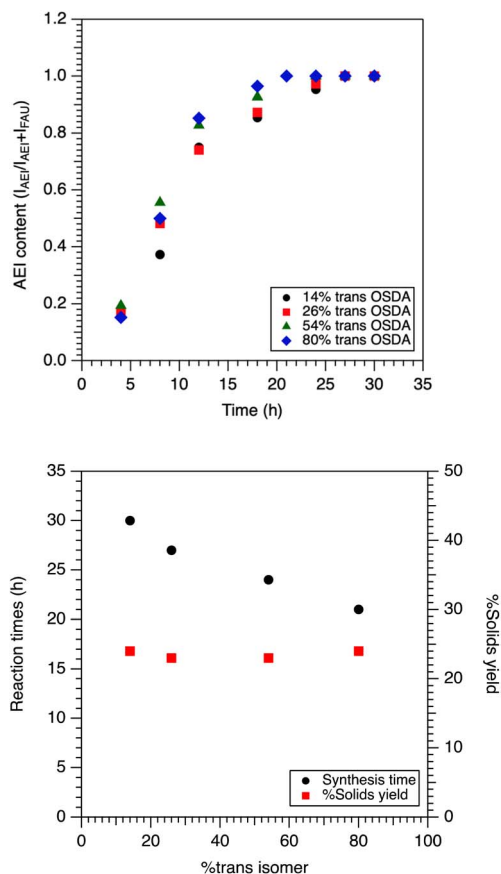 1.2
1.0
0.8
0.6
0.4
0.2
0.0
AEI content (I_AEI/I_AEI+I_FAU)
14% trans OSDA
26% trans OSDA
54% trans OSDA
80% trans OSDA
0 5 10 15 20 25 30 35
Time (h)
35 50
30
40
25
30
20
15
20
10
10
5
0 0
Reaction times (h)
%Solids yield
Synthesis time
%Solids yield
0 20 40 60 80 100
%trans isomer